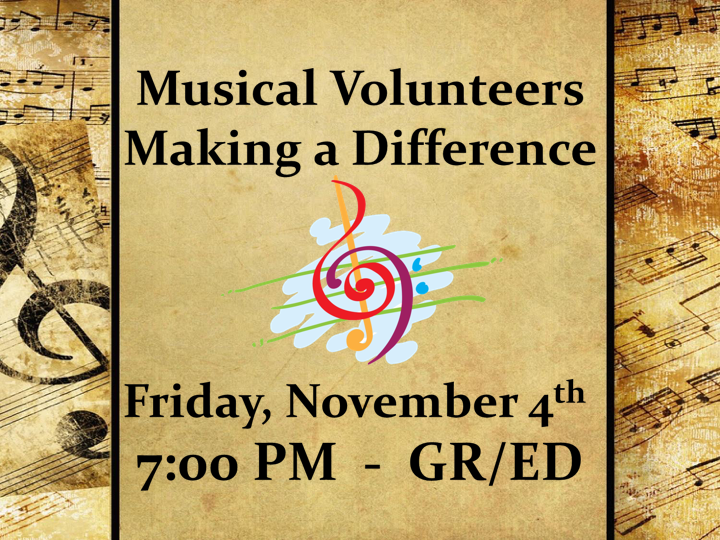 Musical Volunteers
Making a Difference
Friday, November 4th
7:00 PM - GR/ED